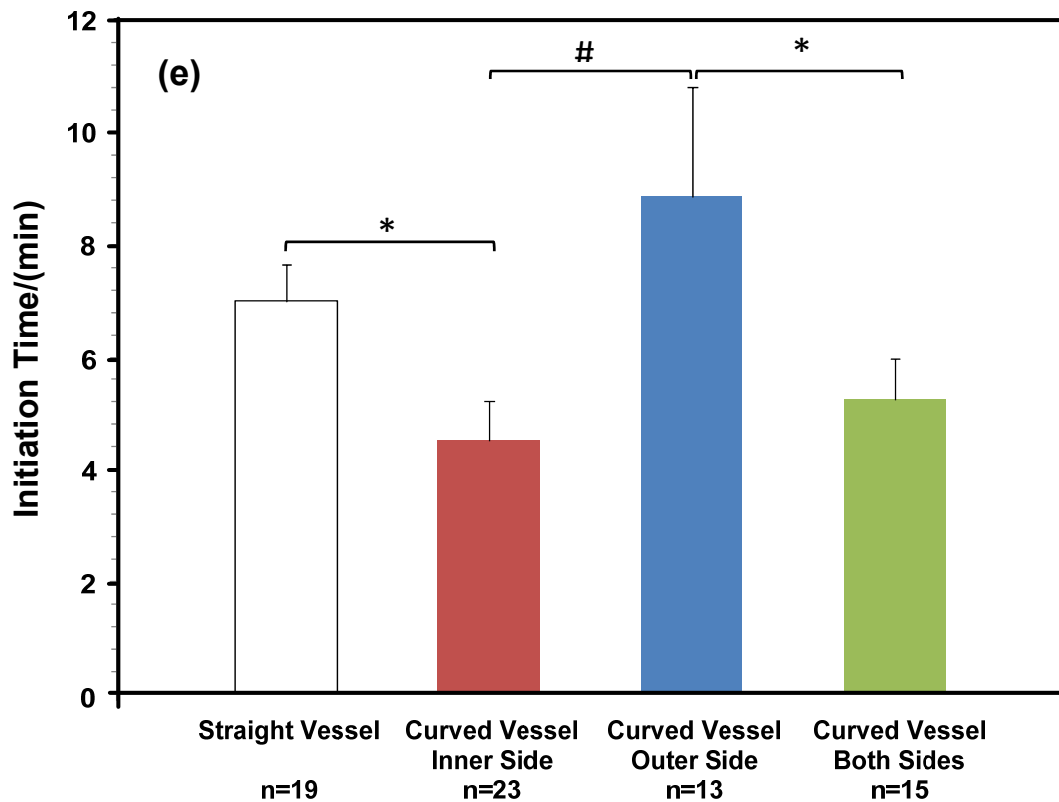 12
10
8
6
4
2
0
Initiation Time/(min)
(e)
*
#
*
Straight Vessel
n=19
Curved Vessel
Inner Side
n=23
Curved Vessel
Outer Side
n=13
Curved Vessel
Both Sides
n=15